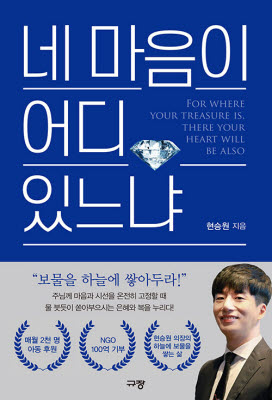 네 마음이
어디
있느냐
FOR WHERE
YOUR TREASURE IS,
THERE YOUR
HEART WILL
BE ALSO
현승원 지음
“보물을 하늘에 쌓아두라!”
주님께 마음과 시선을 온전히 고정할 때
물 붓듯이 쏟아부으시는 은혜와 복을 누리다!
매월 2천 명
아동 후원
NGO
100억 기부
현승원 의장의
하늘에 보물을
쌓는 삶
규장